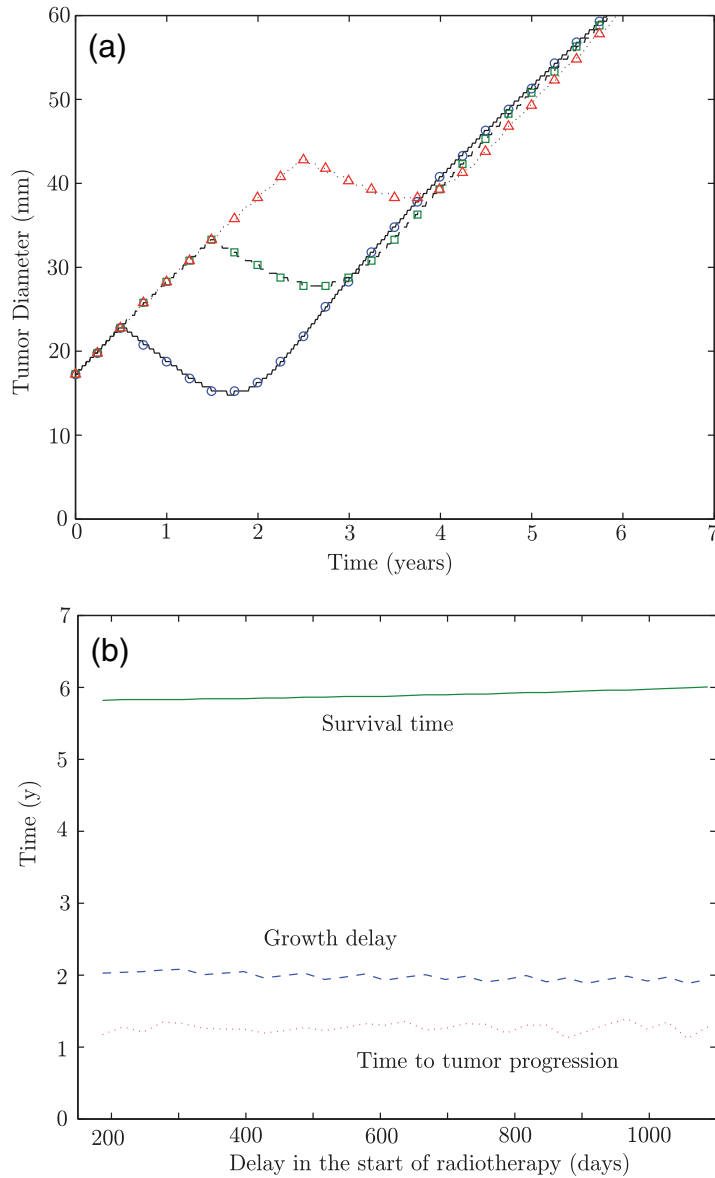 (a)
60
50
40
30
20
10
0
0 1 2 3 4 5 6 7
Tumor Diameter (mm)
Time (years)
(b)
7
6
5
4
3
2
1
0
Survival time
Growth delay
Time to tumor progression
Time (y)
200 400 600 800 1000
Delay in the start of radiotherapy (days)